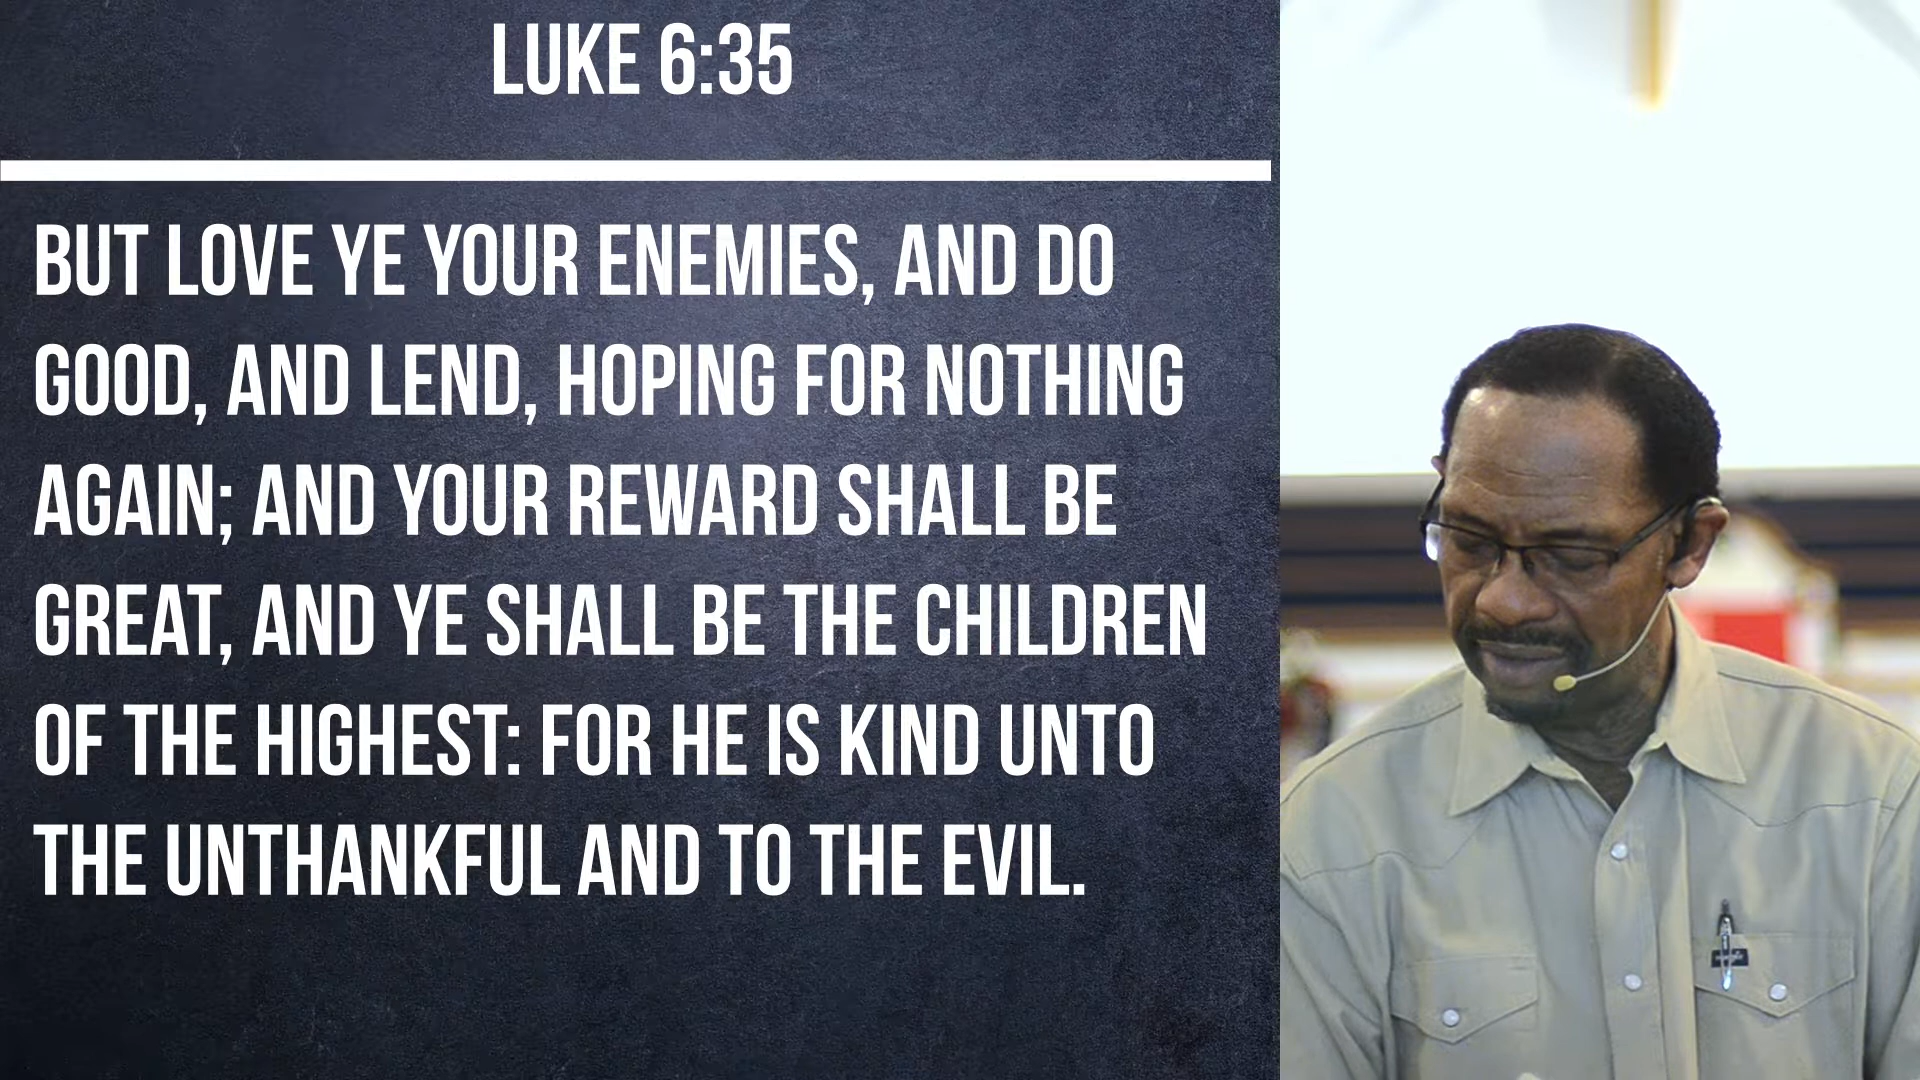 LUKE 6:35
BUT LOVE YE YOUR ENEMIES, AND DO
GOOD, AND LEND, HOPING FOR NOTHING
AGAIN; AND YOUR REWARD SHALL BE
GREAT, AND YE SHALL BE THE CHILDREN
OF THE HIGHEST: FOR HE IS KIND UNTO
THE UNTHANKFUL AND TO THE EVIL.